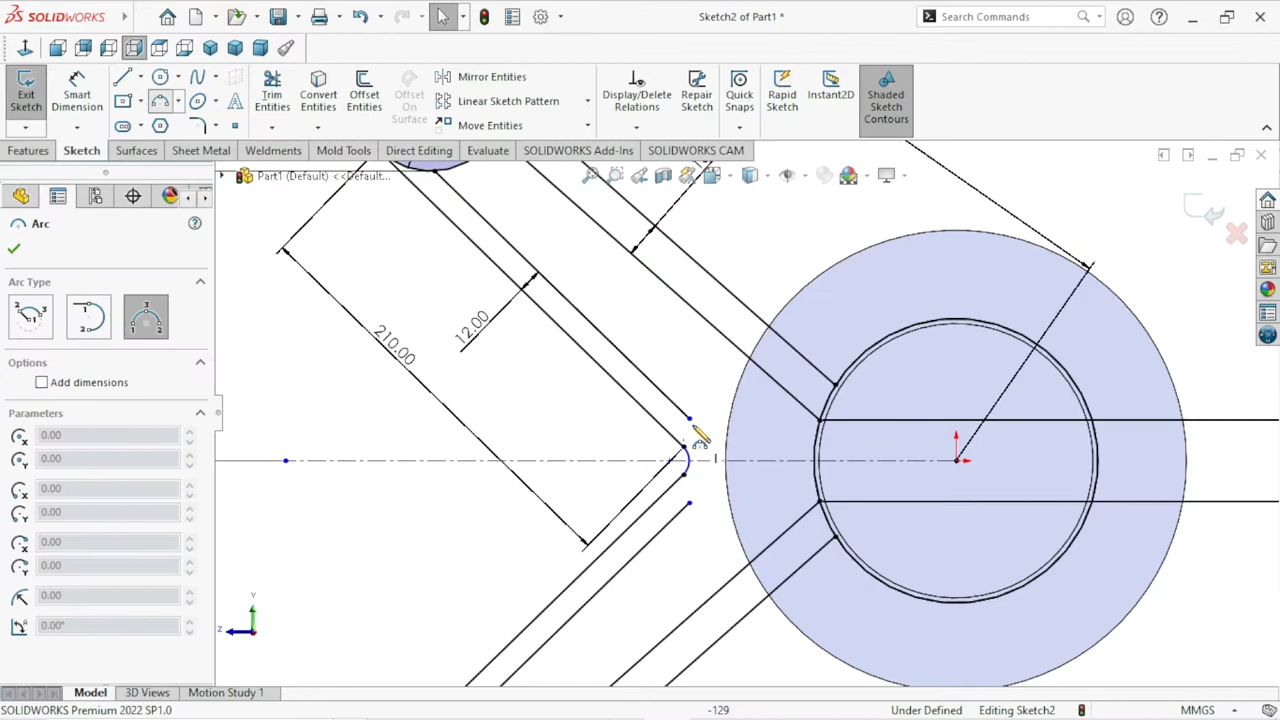 SOLIDWORKS
Sketch2 of Part1 *
Search Commands
Exit Sketch
Smart Dimension
Trim Entities
Convert Entities
Offset Entities
Offset On Surface
Mirror Entities
Linear Sketch Pattern
Move Entities
Display/Delete Relations
Repair Sketch
Quick Snaps
Rapid Sketch
Instant2D
Shaded Sketch Contours
Features
Sketch
Surfaces
Sheet Metal
Weldments
Mold Tools
Direct Editing
Evaluate
SOLIDWORKS Add-Ins
SOLIDWORKS CAM
Part1 (Default) <<Default...
Arc
Arc Type
Options
Add dimensions
Parameters
0.00
0.00
0.00
0.00
0.00
0.00
0.00
0.00°
210.00
12.00
Y
Z
Model
3D Views
Motion Study 1
SOLIDWORKS Premium 2022 SP1.0
-129
Under Defined
Editing Sketch2
MMGS